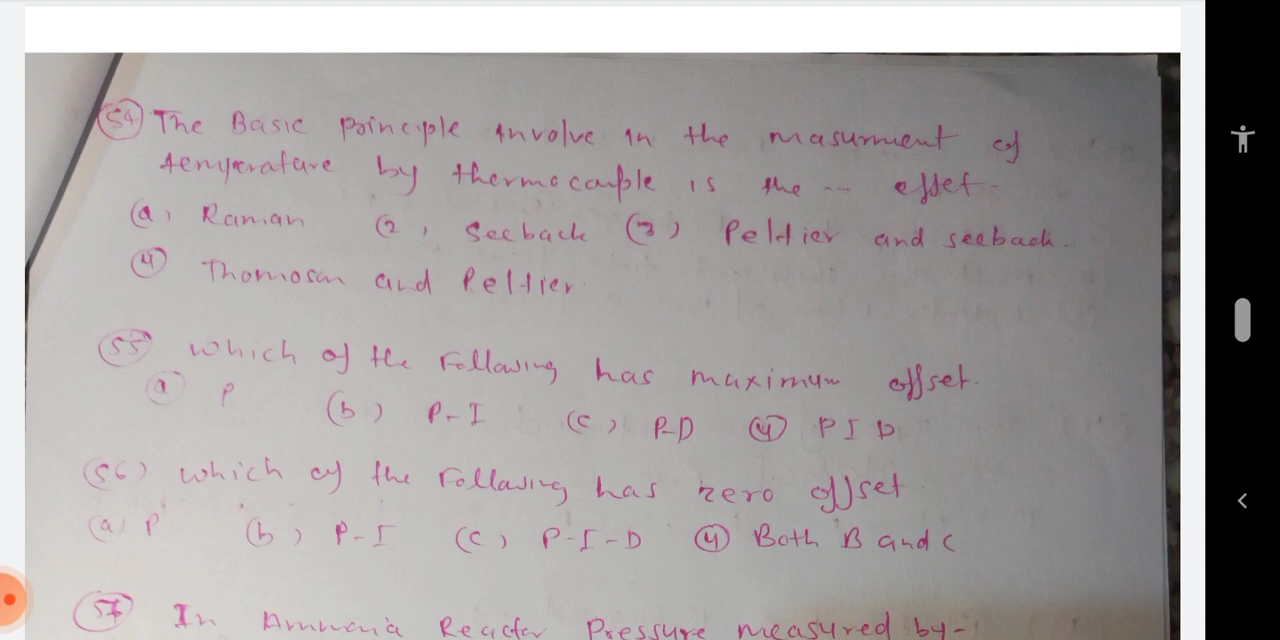 (54) The Basic Poinciple involve in the masurment of
temperature by thermocouple is the --- effet-
(a) Raman (2) seeback (3) Peltier and seeback.
(4) Thomosan and Peltier.
(55) which of the Following has maximum offset.
(a) P (b) P-I (c) P-D (4) PID
(56) which of the Following has zero offset
(a) P (b) P-I (c) P-I-D (4) Both B and C
(57) In Ammonia Reactor Pressure measured by-